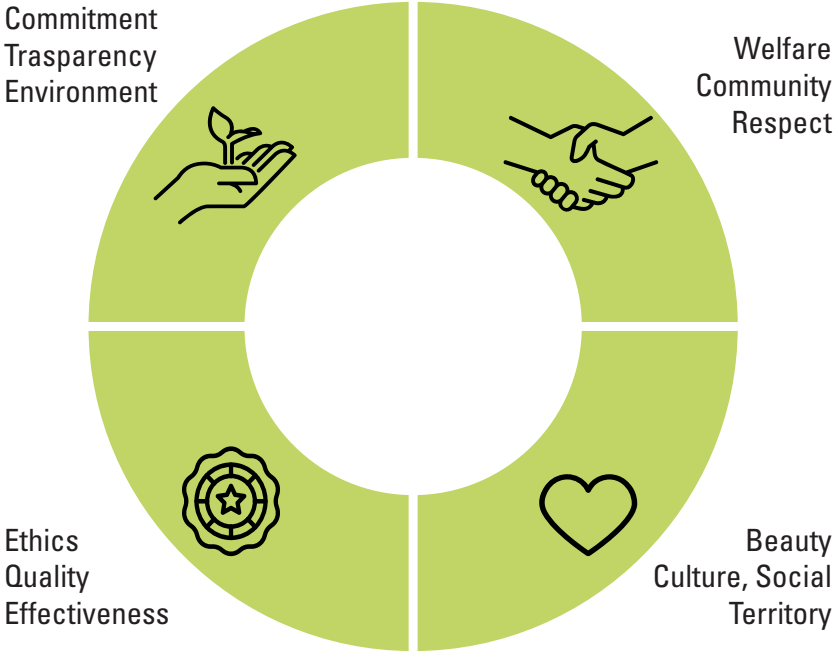 Commitment
Trasparency
Environment
Welfare
Community
Respect
Ethics
Quality
Effectiveness
Beauty
Culture, Social
Territory